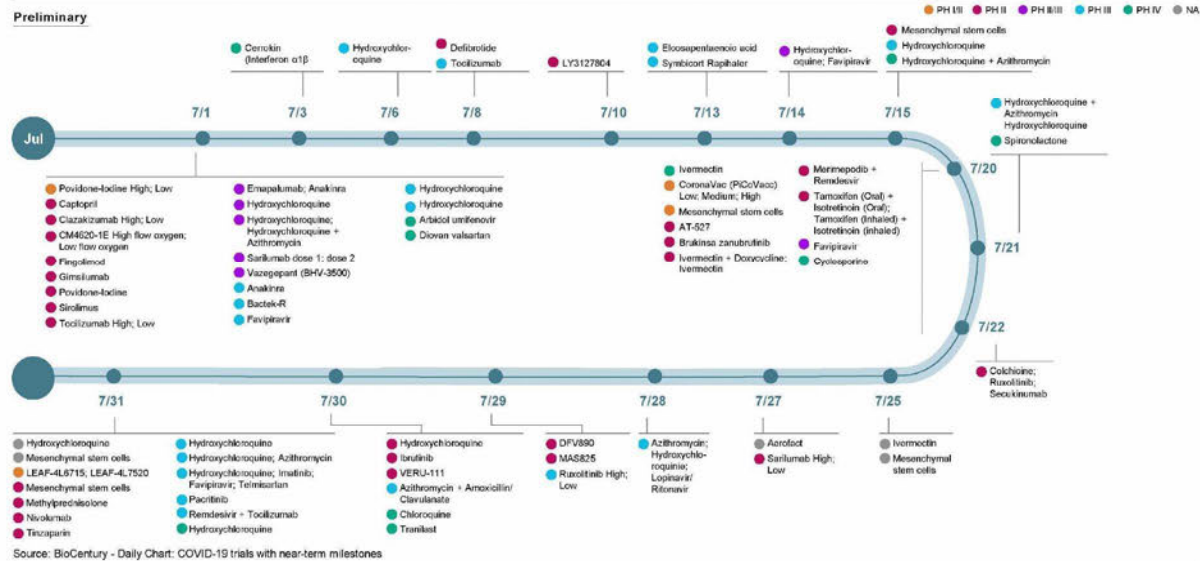 Preliminary
PH I/II
PH II
PH II/III
PH III
PH IV
NA
Cerrokin
(Interferon α1β
Hydroxychlor-
oquine
Defibrotide
Tocilizumab
LY3127804
Eicosapentaenoic acid
Symbicort Rapihaler
Hydroxychlor-
oquine; Favipiravir
Mesenchymal stem cells
Hydroxychloroquine
Hydroxychloroquine + Azithromycin
Jul
7/1
7/3
7/6
7/8
7/10
7/13
7/14
7/15
Hydroxychloroquine +
Azithromycin
Hydroxychloroquine
Spironolactone
7/20
7/21
7/22
Povidone-Iodine High; Low
Captopril
Clazakizumab High; Low
CM4620-1E High flow oxygen;
Low flow oxygen
Fingolimod
Gimsilumab
Povidone-Iodine
Sirolimus
Tocilizumab High; Low
Emapalumab; Anakinra
Hydroxychloroquine
Hydroxychloroquine;
Hydroxychloroquine +
Azithromycin
Sarilumab dose 1; dose 2
Vazegepant (BHV-3500)
Anakinra
Bactek-R
Favipiravir
Hydroxychloroquine
Hydroxychloroquine
Arbidol umifenovir
Diovan valsartan
Ivermectin
CoronaVac (PiCoVacc)
Low; Medium; High
Mesenchymal stem cells
AT-527
Brukinsa zanubrutinib
Ivermectin + Doxycycline;
Ivermectin
Merimepodib +
Remdesvir
Tamoxifen (Oral) +
Isotretinoin (Oral);
Tamoxifen (Inhaled) +
Isotretinoin (inhaled)
Favipiravir
Cyclosporine
Colchicine;
Ruxolitinib;
Secukinumab
7/31
7/30
7/29
7/28
7/27
7/25
Hydroxychloroquine
Mesenchymal stem cells
LEAF-4L6715; LEAF-4L7520
Mesenchymal stem cells
Methylprednisolone
Nivolumab
Tinzaparin
Hydroxychloroquine
Hydroxychloroquine; Azithromycin
Hydroxychloroquine; Imatinib;
Favipiravir; Telmisartan
Pacritinib
Remdesivir + Tocilizumab
Hydroxychloroquine
Hydroxychloroquine
Ibrutinib
VERU-111
Azithromycin + Amoxicillin/
Clavulanate
Chloroquine
Tranilast
DFV890
MAS825
Ruxolitinib High;
Low
Azithromycin;
Hydroxychlo-
roquinie;
Lopinavir/
Ritonavir
Aerofact
Sarilumab High;
Low
Ivermectin
Mesenchymal
stem cells
Source: BioCentury - Daily Chart: COVID-19 trials with near-term milestones